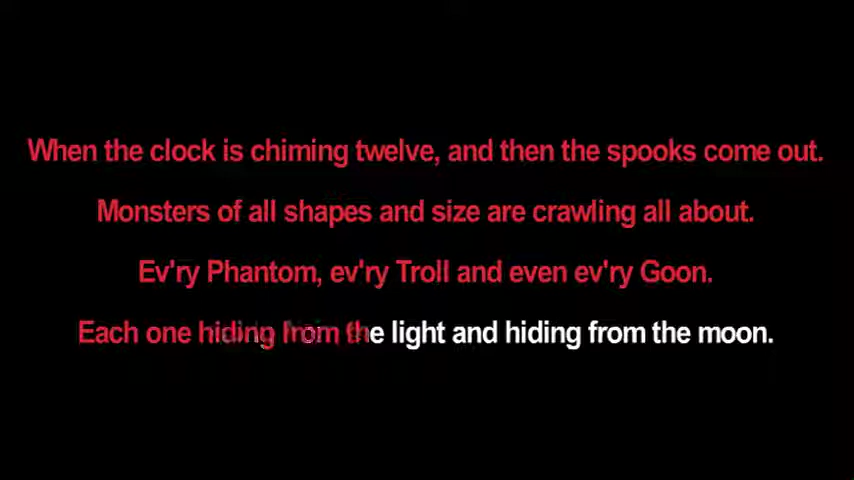 When the clock is chiming twelve, and then the spooks come out.
Monsters of all shapes and size are crawling all about.
Ev'ry Phantom, ev'ry Troll and even ev'ry Goon.
Each one hiding from the light and hiding from the moon.